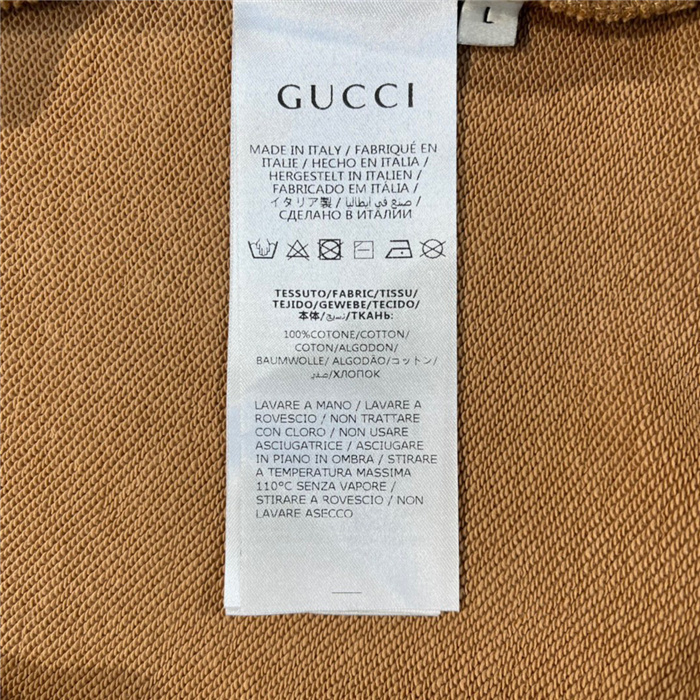 L
GUCCI
MADE IN ITALY / FABRIQUÉ EN
ITALIE / HECHO EN ITALIA /
HERGESTELT IN ITALIEN /
FABRICADO EM ITÁLIA /
イタリア製 / صنع في ايطاليا /
СДЕЛАНО В ИТАЛИИ
TESSUTO/FABRIC/TISSU/
TEJIDO/GEWEBE/TECIDO/
本体/نسيج/ТКАНЬ:
100%COTONE/COTTON/
COTON/ALGODON/
BAUMWOLLE/ ALGODÃO/コットン/
/ХЛОПОК
LAVARE A MANO / LAVARE A
ROVESCIO / NON TRATTARE
CON CLORO / NON USARE
ASCIUGATRICE / ASCIUGARE
IN PIANO IN OMBRA / STIRARE
A TEMPERATURA MASSIMA
110°C SENZA VAPORE /
STIRARE A ROVESCIO / NON
LAVARE ASECCO